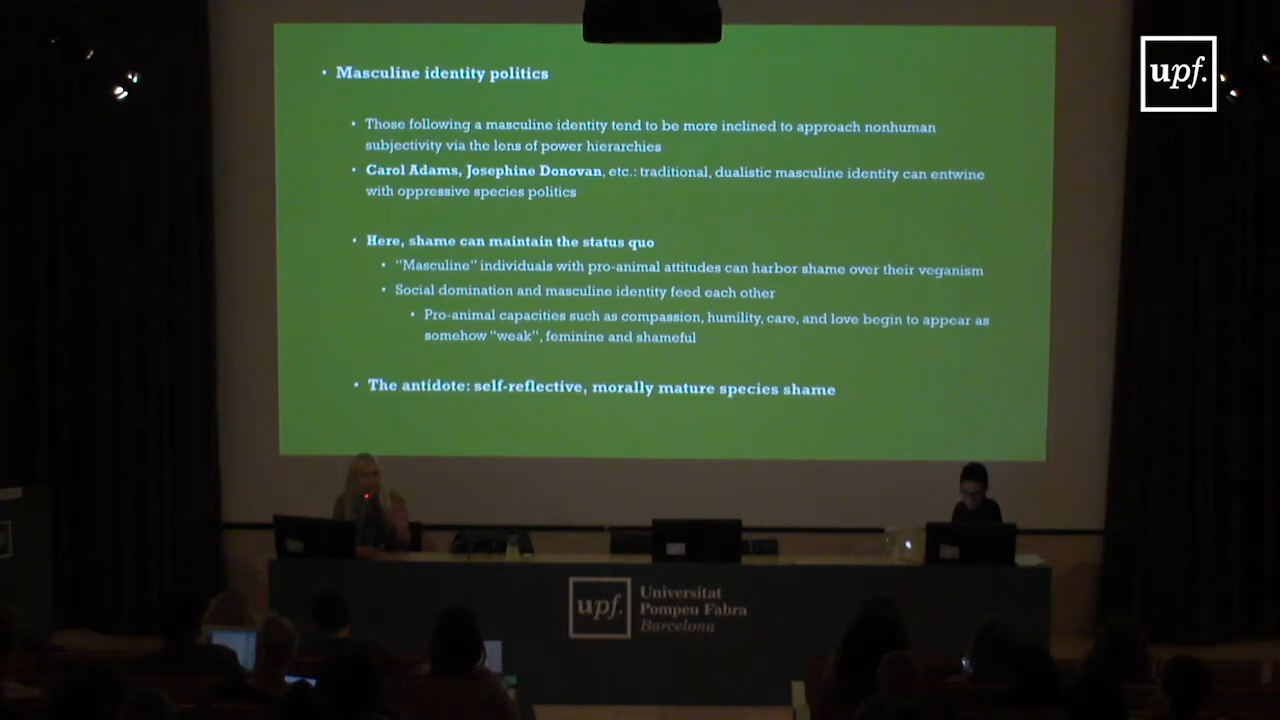 upf.
• Masculine identity politics
• Those following a masculine identity tend to be more inclined to approach nonhuman
subjectivity via the lens of power hierarchies
• Carol Adams, Josephine Donovan, etc.: traditional, dualistic masculine identity can entwine
with oppressive species politics
• Here, shame can maintain the status quo
• “Masculine” individuals with pro-animal attitudes can harbor shame over their veganism
• Social domination and masculine identity feed each other
• Pro-animal capacities such as compassion, humility, care, and love begin to appear as
somehow “weak”, feminine and shameful
• The antidote: self-reflective, morally mature species shame
upf.
Universitat
Pompeu Fabra
Barcelona